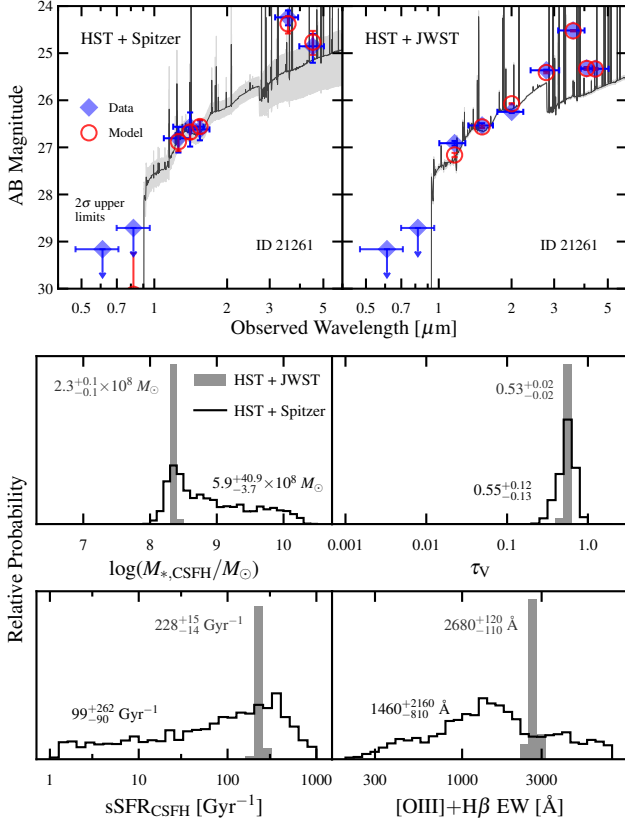 24
25
26
27
28
29
30
AB Magnitude
HST + Spitzer
Data
Model
2σ upper
limits
ID 21261
HST + JWST
ID 21261
0.5 0.7 1 2 3 5
0.5 0.7 1 2 3 5
Observed Wavelength [μm]
Relative Probability
2.3+0.1−0.1×10^8 M⊙
HST + JWST
HST + Spitzer
5.9+40.9−3.7×10^8 M⊙
7 8 9 10
log(M*,CSFH/M⊙)
0.53+0.02−0.02
0.55+0.12−0.13
0.001 0.01 0.1 1.0
τV
228+15−14 Gyr−1
99+262−90 Gyr−1
1 10 100 1000
sSFRCSFH [Gyr−1]
2680+120−110 Å
1460+2160−810 Å
300 1000 3000
[OIII]+Hβ EW [Å]